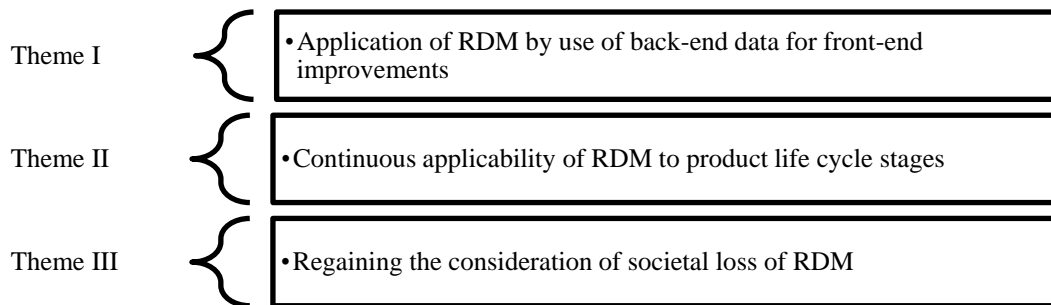 Theme I
•Application of RDM by use of back-end data for front-end
improvements
Theme II
•Continuous applicability of RDM to product life cycle stages
Theme III
•Regaining the consideration of societal loss of RDM